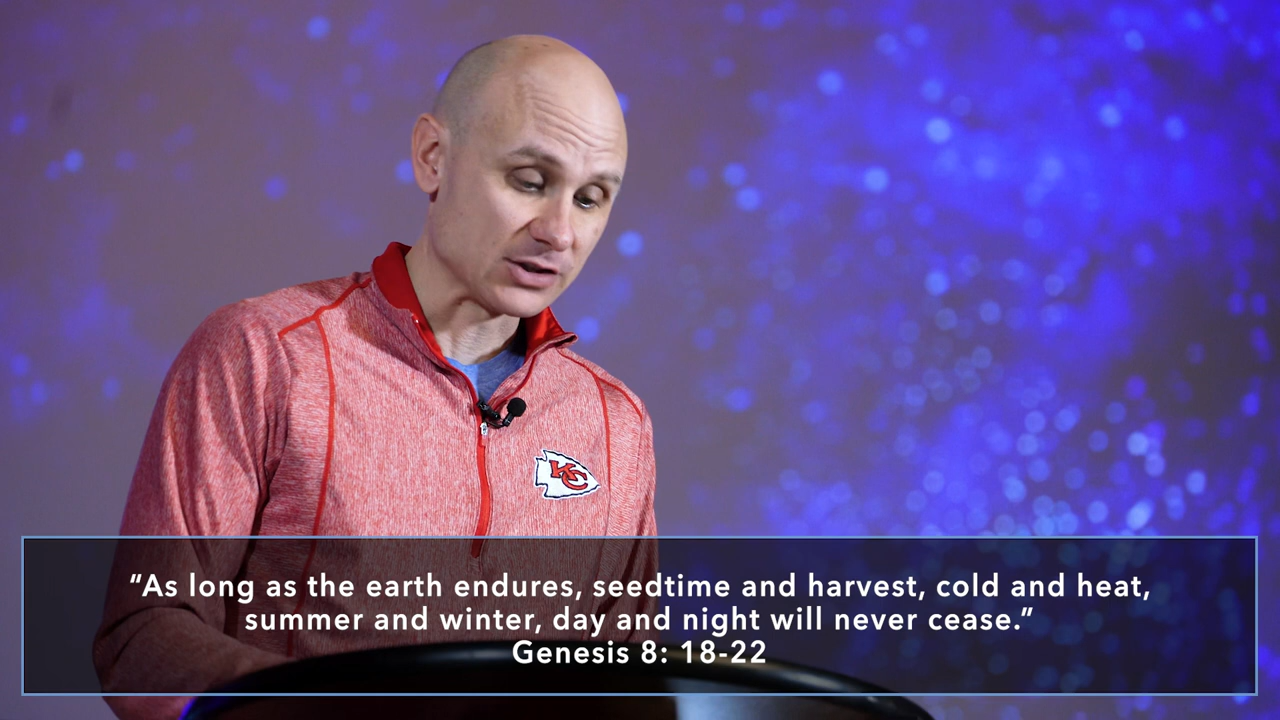 KC
“As long as the earth endures, seedtime and harvest, cold and heat,
summer and winter, day and night will never cease.”
Genesis 8: 18-22